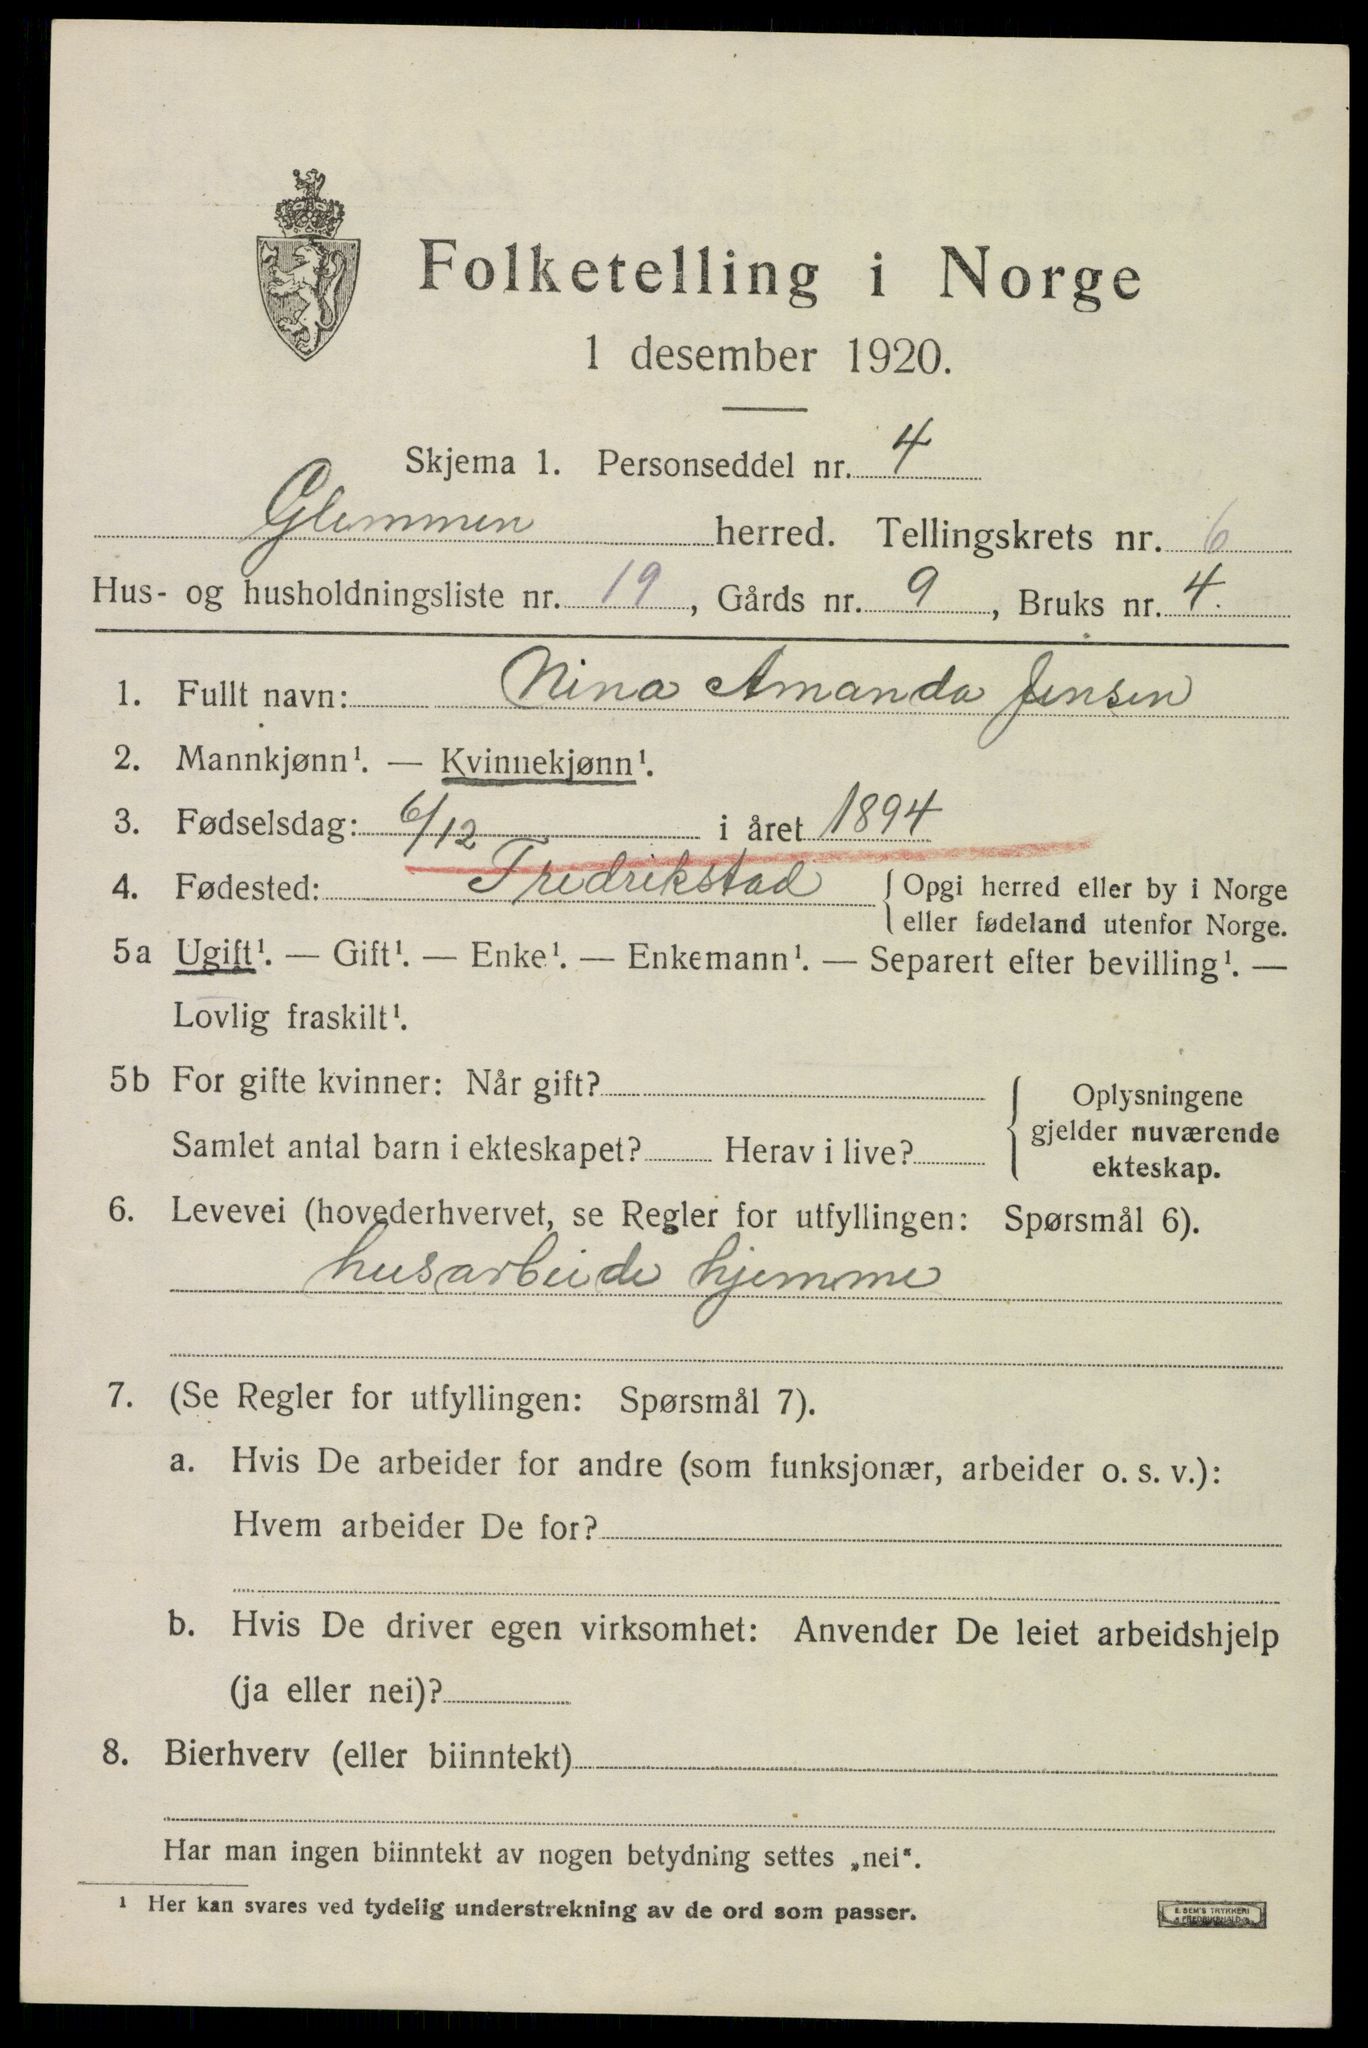 Folketelling i Norge
1 desember 1920.
Skjema 1. Personseddel nr. 4
Glemmen herred. Tellingskrets nr. 6
Hus- og husholdningsliste nr. 19, Gårds nr. 9, Bruks nr. 4.
1. Fullt navn: Nina Amanda Jensen
2. Mannkjønn¹. — Kvinnekjønn¹.
3. Fødselsdag: 6/12 i året 1894
4. Fødested: Fredrikstad { Opgi herred eller by i Norge
eller fødeland utenfor Norge.
5a Ugift¹. — Gift¹. — Enke¹. — Enkemann¹. — Separert efter bevilling¹. —
Lovlig fraskilt¹.
5b For gifte kvinner: Når gift?
Samlet antal barn i ekteskapet? Herav i live?
Oplysningene
gjelder nuværende
ekteskap.
6. Levevei (hovederhvervet, se Regler for utfyllingen: Spørsmål 6).
husarbeide hjemme
7. (Se Regler for utfyllingen: Spørsmål 7).
a. Hvis De arbeider for andre (som funksjonær, arbeider o. s. v.):
Hvem arbeider De for?
b. Hvis De driver egen virksomhet: Anvender De leiet arbeidshjelp
(ja eller nei)?
8. Bierhverv (eller biinntekt)
Har man ingen biinntekt av nogen betydning settes „nei".
¹ Her kan svares ved tydelig understrekning av de ord som passer.
E. SEM'S TRYKKERI
FREDRIKSHALD